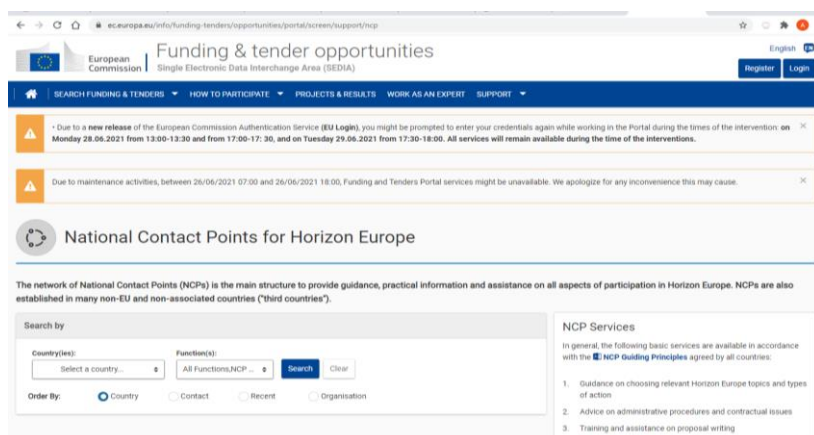 ec.europa.eu/info/funding-tenders/opportunities/portal/screen/support/ncp
European
Commission
Funding & tender opportunities
Single Electronic Data Interchange Area (SEDIA)
English EN
Register Login
SEARCH FUNDING & TENDERS HOW TO PARTICIPATE PROJECTS & RESULTS WORK AS AN EXPERT SUPPORT
• Due to a new release of the European Commission Authentication Service (EU Login), you might be prompted to enter your credentials again while working in the Portal during the times of the intervention: on
Monday 28.06.2021 from 13:00-13:30 and from 17:00-17: 30, and on Tuesday 29.06.2021 from 17:30-18:00. All services will remain available during the time of the interventions.
Due to maintenance activities, between 26/06/2021 07:00 and 26/06/2021 18:00, Funding and Tenders Portal services might be unavailable. We apologize for any inconvenience this may cause.
National Contact Points for Horizon Europe
The network of National Contact Points (NCPs) is the main structure to provide guidance, practical information and assistance on all aspects of participation in Horizon Europe. NCPs are also
established in many non-EU and non-associated countries ("third countries").
Search by
Country(ies): Function(s):
Select a country... All Functions,NCP ... Search Clear
Order By: Country Contact Recent Organisation
NCP Services
In general, the following basic services are available in accordance
with the NCP Guiding Principles agreed by all countries:
1. Guidance on choosing relevant Horizon Europe topics and types
of action
2. Advice on administrative procedures and contractual issues
3. Training and assistance on proposal writing